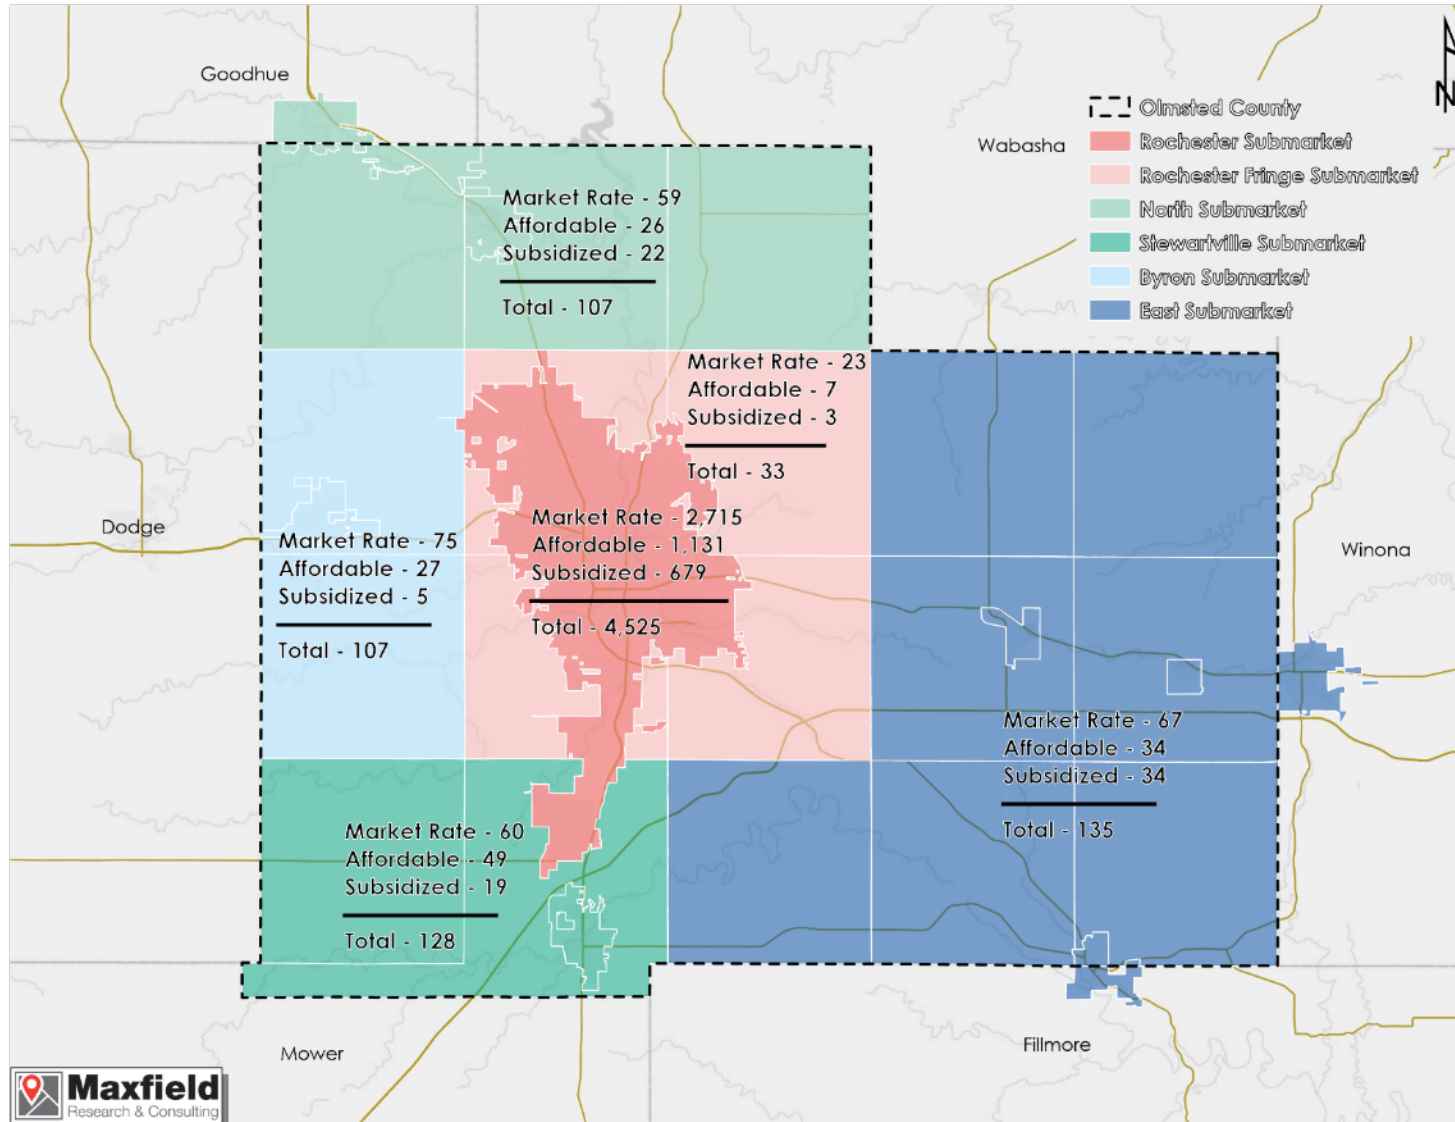 Goodhue
Wabasha
N
Olmsted County
Rochester Submarket
Rochester Fringe Submarket
North Submarket
Stewartville Submarket
Byron Submarket
East Submarket
Market Rate - 59
Affordable - 26
Subsidized - 22
Total - 107
Market Rate - 23
Affordable - 7
Subsidized - 3
Total - 33
Dodge
Market Rate - 75
Affordable - 27
Subsidized - 5
Total - 107
Market Rate - 2,715
Affordable - 1,131
Subsidized - 679
Total - 4,525
Winona
Market Rate - 67
Affordable - 34
Subsidized - 34
Total - 135
Market Rate - 60
Affordable - 49
Subsidized - 19
Total - 128
Mower
Fillmore
Maxfield
Research & Consulting